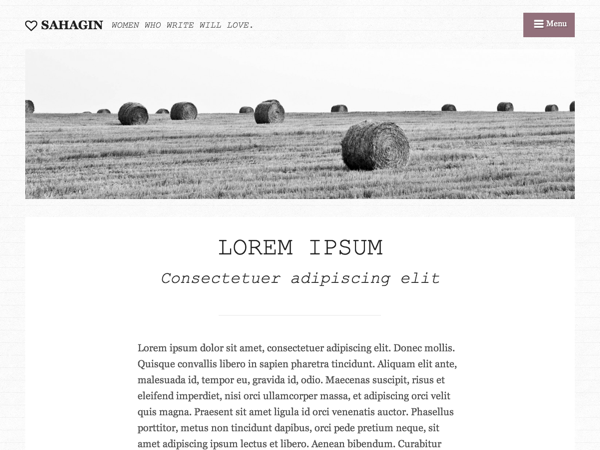 SAHAGIN WOMEN WHO WRITE WILL LOVE. Menu
LOREM IPSUM
Consectetuer adipiscing elit
Lorem ipsum dolor sit amet, consectetuer adipiscing elit. Donec mollis.
Quisque convallis libero in sapien pharetra tincidunt. Aliquam elit ante,
malesuada id, tempor eu, gravida id, odio. Maecenas suscipit, risus et
eleifend imperdiet, nisi orci ullamcorper massa, et adipiscing orci velit
quis magna. Praesent sit amet ligula id orci venenatis auctor. Phasellus
porttitor, metus non tincidunt dapibus, orci pede pretium neque, sit
amet adipiscing ipsum lectus et libero. Aenean bibendum. Curabitur